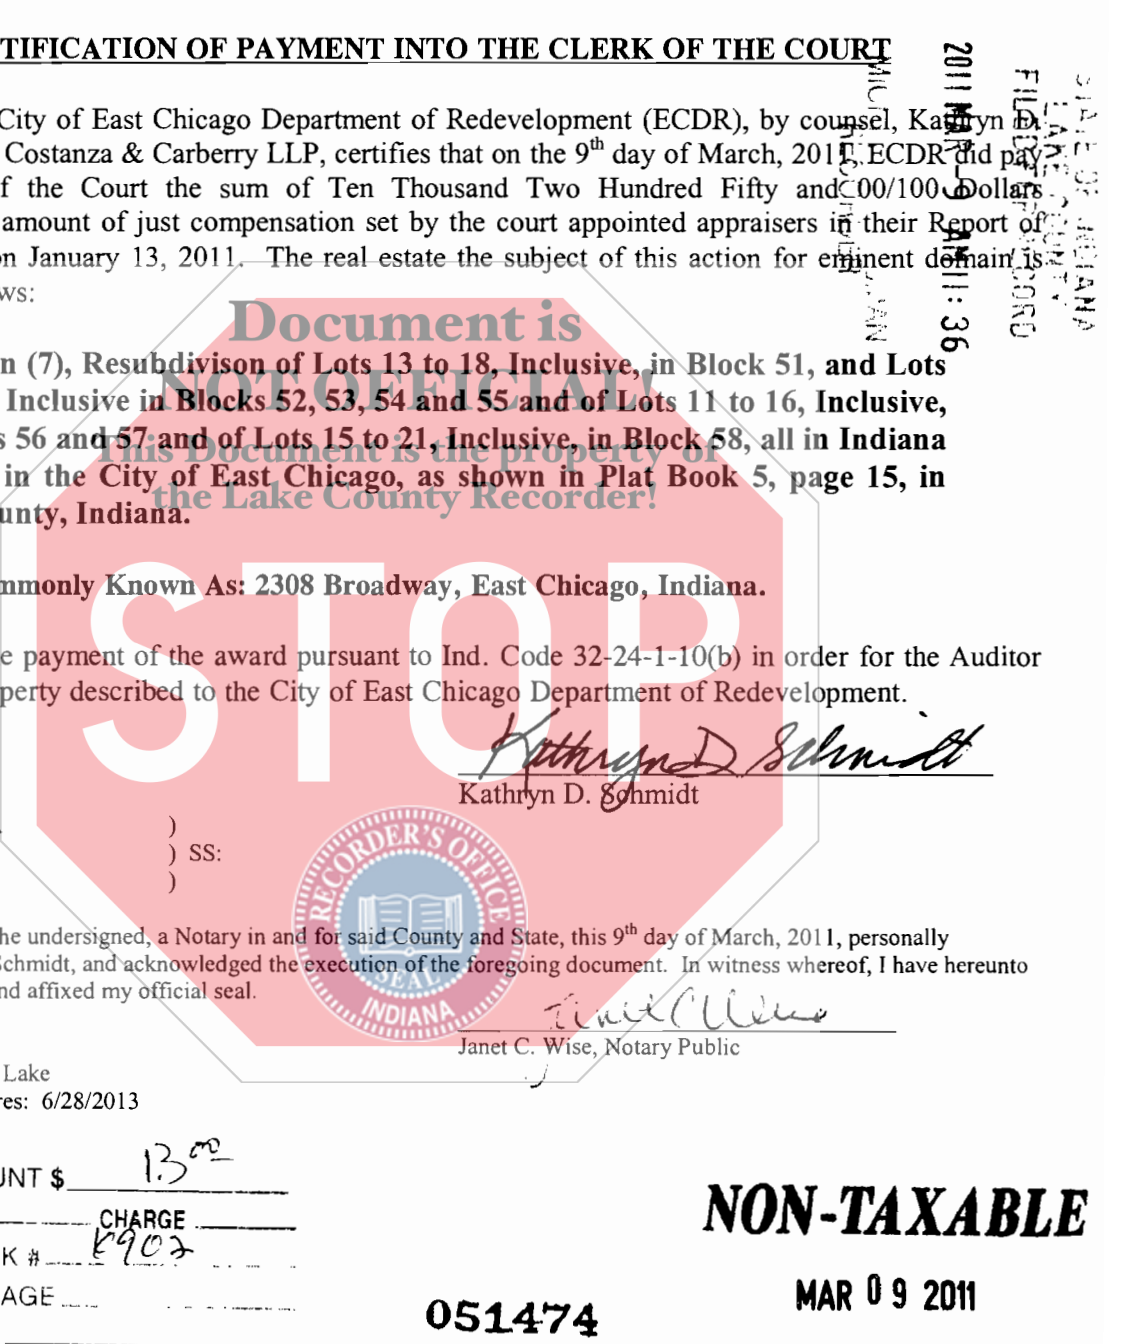 TIFICATION OF PAYMENT INTO THE CLERK OF THE COURT
City of East Chicago Department of Redevelopment (ECDR), by counsel, Kathryn D.
Costanza & Carberry LLP, certifies that on the 9th day of March, 2011, ECDR did pay
f the Court the sum of Ten Thousand Two Hundred Fifty and 00/100 Dollars
amount of just compensation set by the court appointed appraisers in their Report of
n January 13, 2011. The real estate the subject of this action for eminent domain is
ws:
2011 MAR -9 AM 11: 36
STATE OF INDIANA
LAKE COUNTY
FILED FOR RECORD
Document is
NOT OFFICIAL!
This Document is the property of
the Lake County Recorder!
n (7), Resubdivison of Lots 13 to 18, Inclusive, in Block 51, and Lots
Inclusive in Blocks 52, 53, 54 and 55 and of Lots 11 to 16, Inclusive,
s 56 and 57 and of Lots 15 to 21, Inclusive, in Block 58, all in Indiana
in the City of East Chicago, as shown in Plat Book 5, page 15, in
unty, Indiana.
STOP
mmonly Known As: 2308 Broadway, East Chicago, Indiana.
e payment of the award pursuant to Ind. Code 32-24-1-10(b) in order for the Auditor
perty described to the City of East Chicago Department of Redevelopment.
Kathryn D Schmidt
Kathryn D. Schmidt
)
) SS:
)
RECORDER'S OFFICE
SEAL
INDIANA
he undersigned, a Notary in and for said County and State, this 9th day of March, 2011, personally
Schmidt, and acknowledged the execution of the foregoing document. In witness whereof, I have hereunto
nd affixed my official seal.
Janet C Wise
Janet C. Wise, Notary Public
Lake
res: 6/28/2013
UNT $ 13 00
CHARGE
K #
AGE
NON-TAXABLE
MAR 09 2011
051474